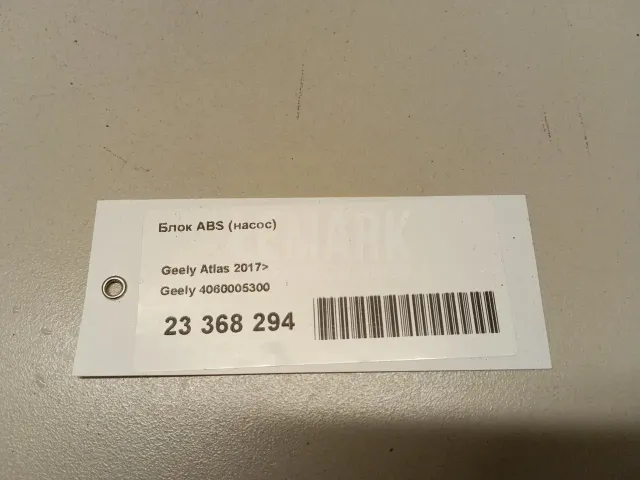 Блок ABS (насос)
Geely Atlas 2017>
Geely 4060005300
23 368 294